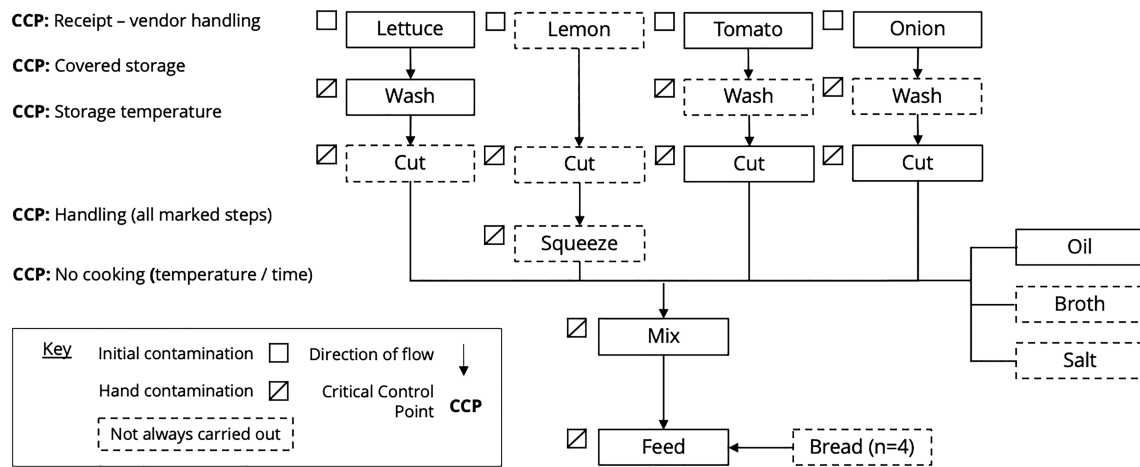 CCP: Receipt – vendor handling
Lettuce
Lemon
Tomato
Onion
CCP: Covered storage
Wash
Wash
Wash
CCP: Storage temperature
Cut
Cut
Cut
Cut
CCP: Handling (all marked steps)
Squeeze
Oil
CCP: No cooking (temperature / time)
Broth
Mix
Salt
Key
Initial contamination
Direction of flow
Hand contamination
Critical Control
Point
CCP
Not always carried out
Feed
Bread (n=4)